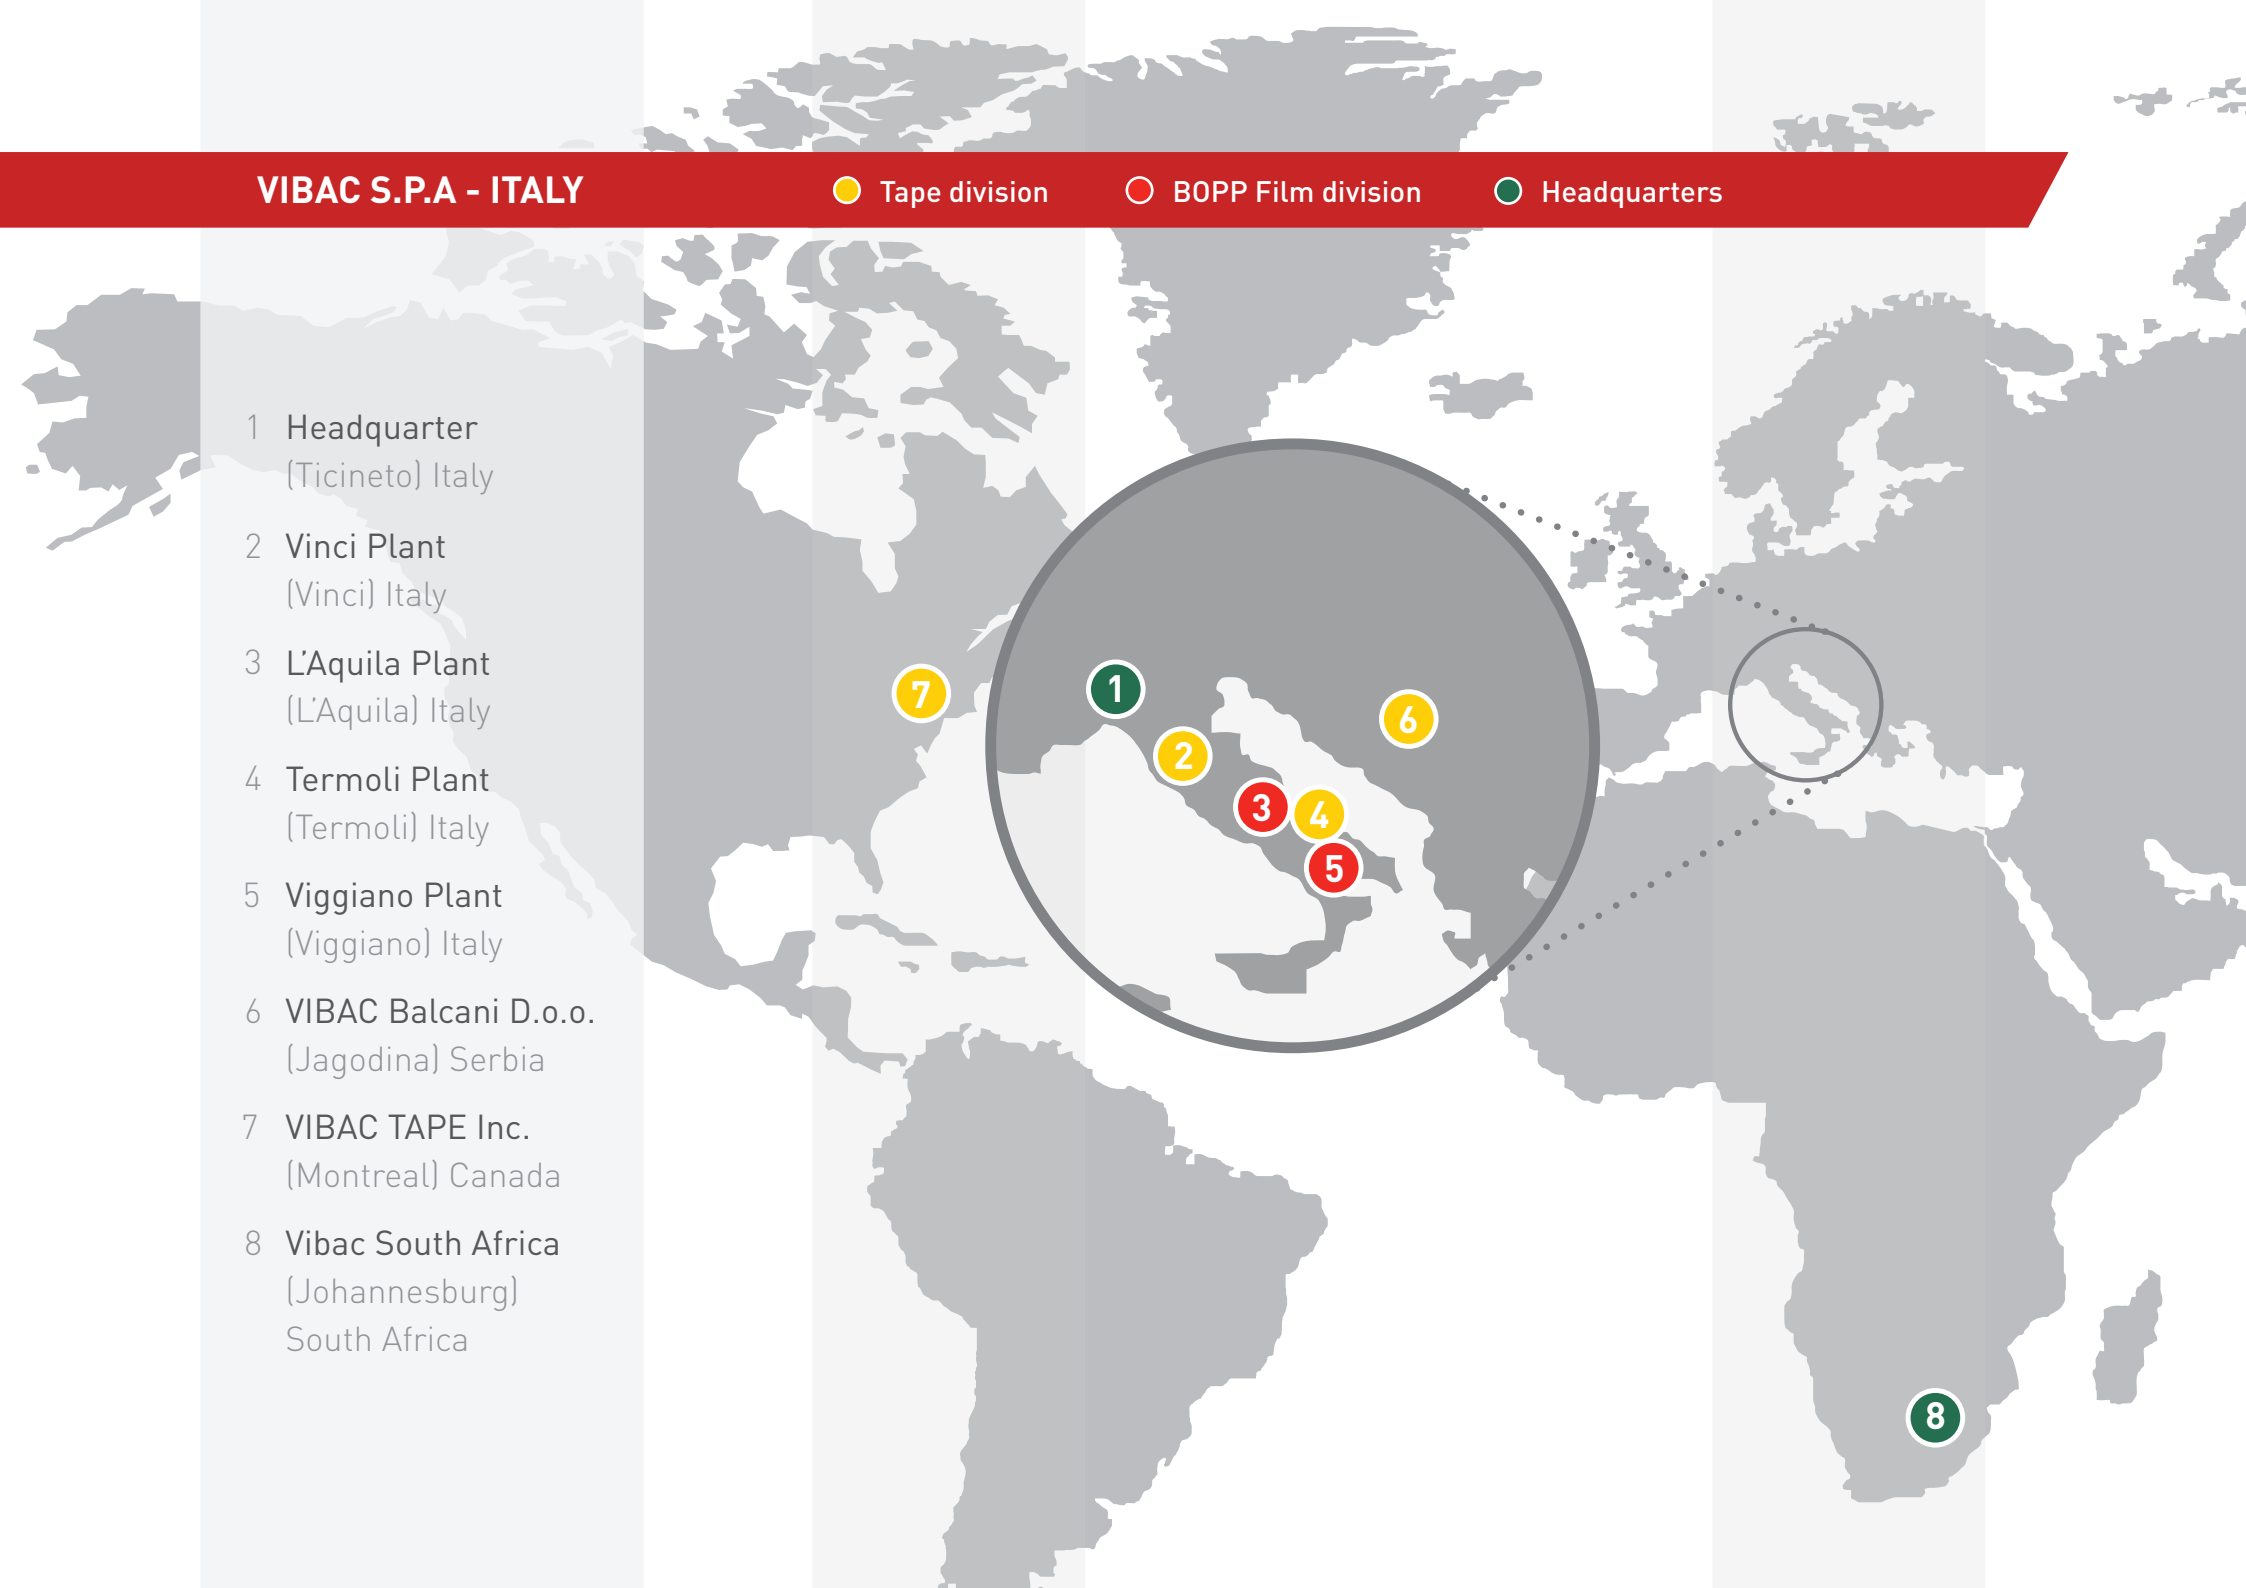 VIBAC S.P.A - ITALY
Tape division
BOPP Film division
Headquarters
1 Headquarter
(Ticineto) Italy
2 Vinci Plant
(Vinci) Italy
3 L'Aquila Plant
(L'Aquila) Italy
4 Termoli Plant
(Termoli) Italy
5 Viggiano Plant
(Viggiano) Italy
6 VIBAC Balcani D.o.o.
(Jagodina) Serbia
7 VIBAC TAPE Inc.
(Montreal) Canada
8 Vibac South Africa
(Johannesburg)
South Africa
7
1
6
2
3
4
5
8